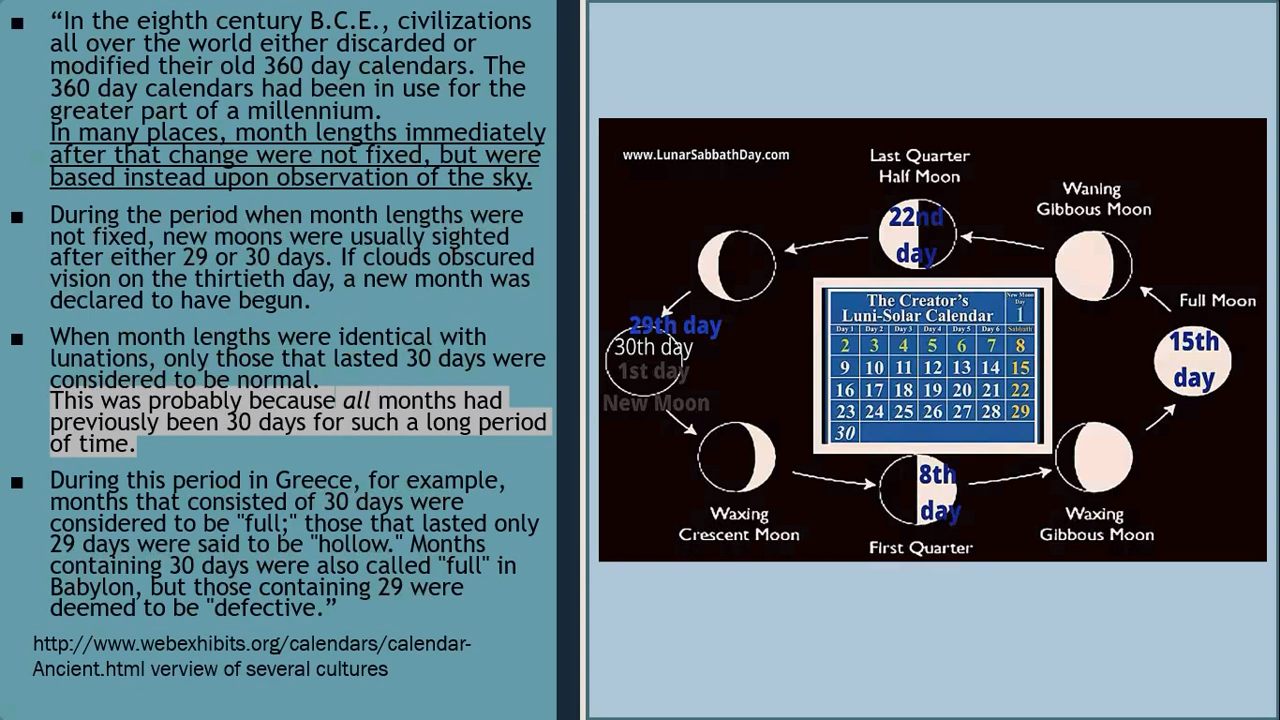 ▪ “In the eighth century B.C.E., civilizations
all over the world either discarded or
modified their old 360 day calendars. The
360 day calendars had been in use for the
greater part of a millennium.
In many places, month lengths immediately
after that change were not fixed, but were
based instead upon observation of the sky.
▪ During the period when month lengths were
not fixed, new moons were usually sighted
after either 29 or 30 days. If clouds obscured
vision on the thirtieth day, a new month was
declared to have begun.
▪ When month lengths were identical with
lunations, only those that lasted 30 days were
considered to be normal.
This was probably because all months had
previously been 30 days for such a long period
of time.
▪ During this period in Greece, for example,
months that consisted of 30 days were
considered to be "full;" those that lasted only
29 days were said to be "hollow." Months
containing 30 days were also called "full" in
Babylon, but those containing 29 were
deemed to be "defective.”
http://www.webexhibits.org/calendars/calendar-
Ancient.html verview of several cultures
www.LunarSabbathDay.com
Last Quarter
Half Moon
22nd
day
Waning
Gibbous Moon
Full Moon
15th
day
29th day
30th day
1st day
New Moon
The Creator's
Luni-Solar Calendar
New Moon
Day
1
Day 1 Day 2 Day 3 Day 4 Day 5 Day 6 Sabbath
2 3 4 5 6 7 8
9 10 11 12 13 14 15
16 17 18 19 20 21 22
23 24 25 26 27 28 29
30
8th
day
Waxing
Crescent Moon
First Quarter
Waxing
Gibbous Moon